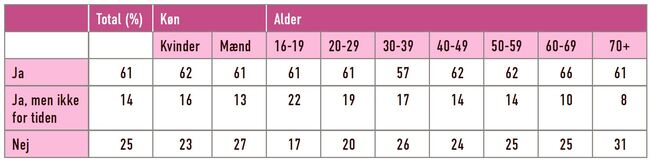 Total (%) Køn Alder
Kvinder Mænd 16-19 20-29 30-39 40-49 50-59 60-69 70+
Ja 61 62 61 61 61 57 62 62 66 61
Ja, men ikke
for tiden 14 16 13 22 19 17 14 14 10 8
Nej 25 23 27 17 20 26 24 25 25 31